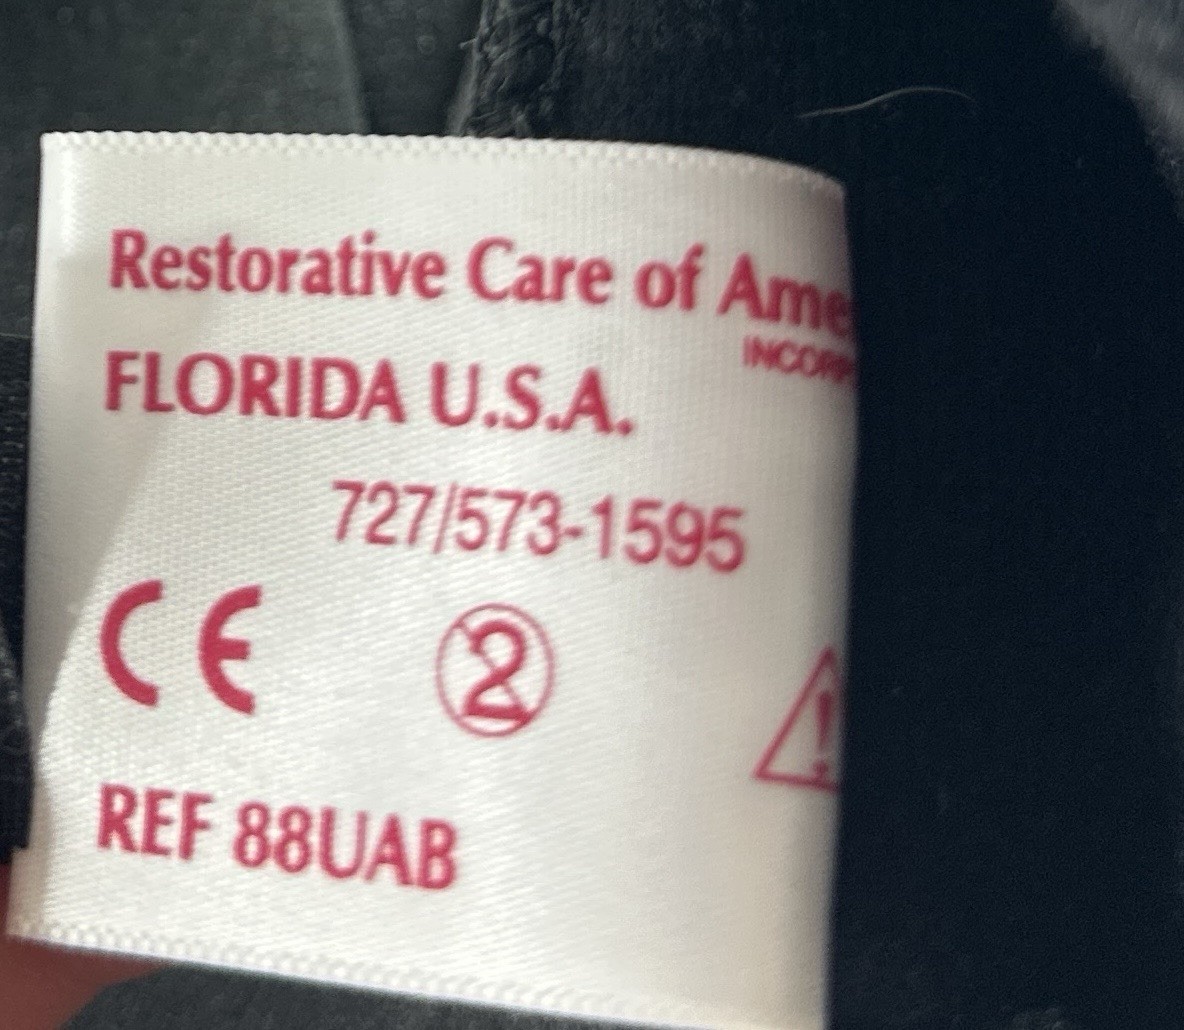 Restorative Care of Ame
INCORP
FLORIDA U.S.A.
727/573-1595
CE 2 !
REF 88UAB